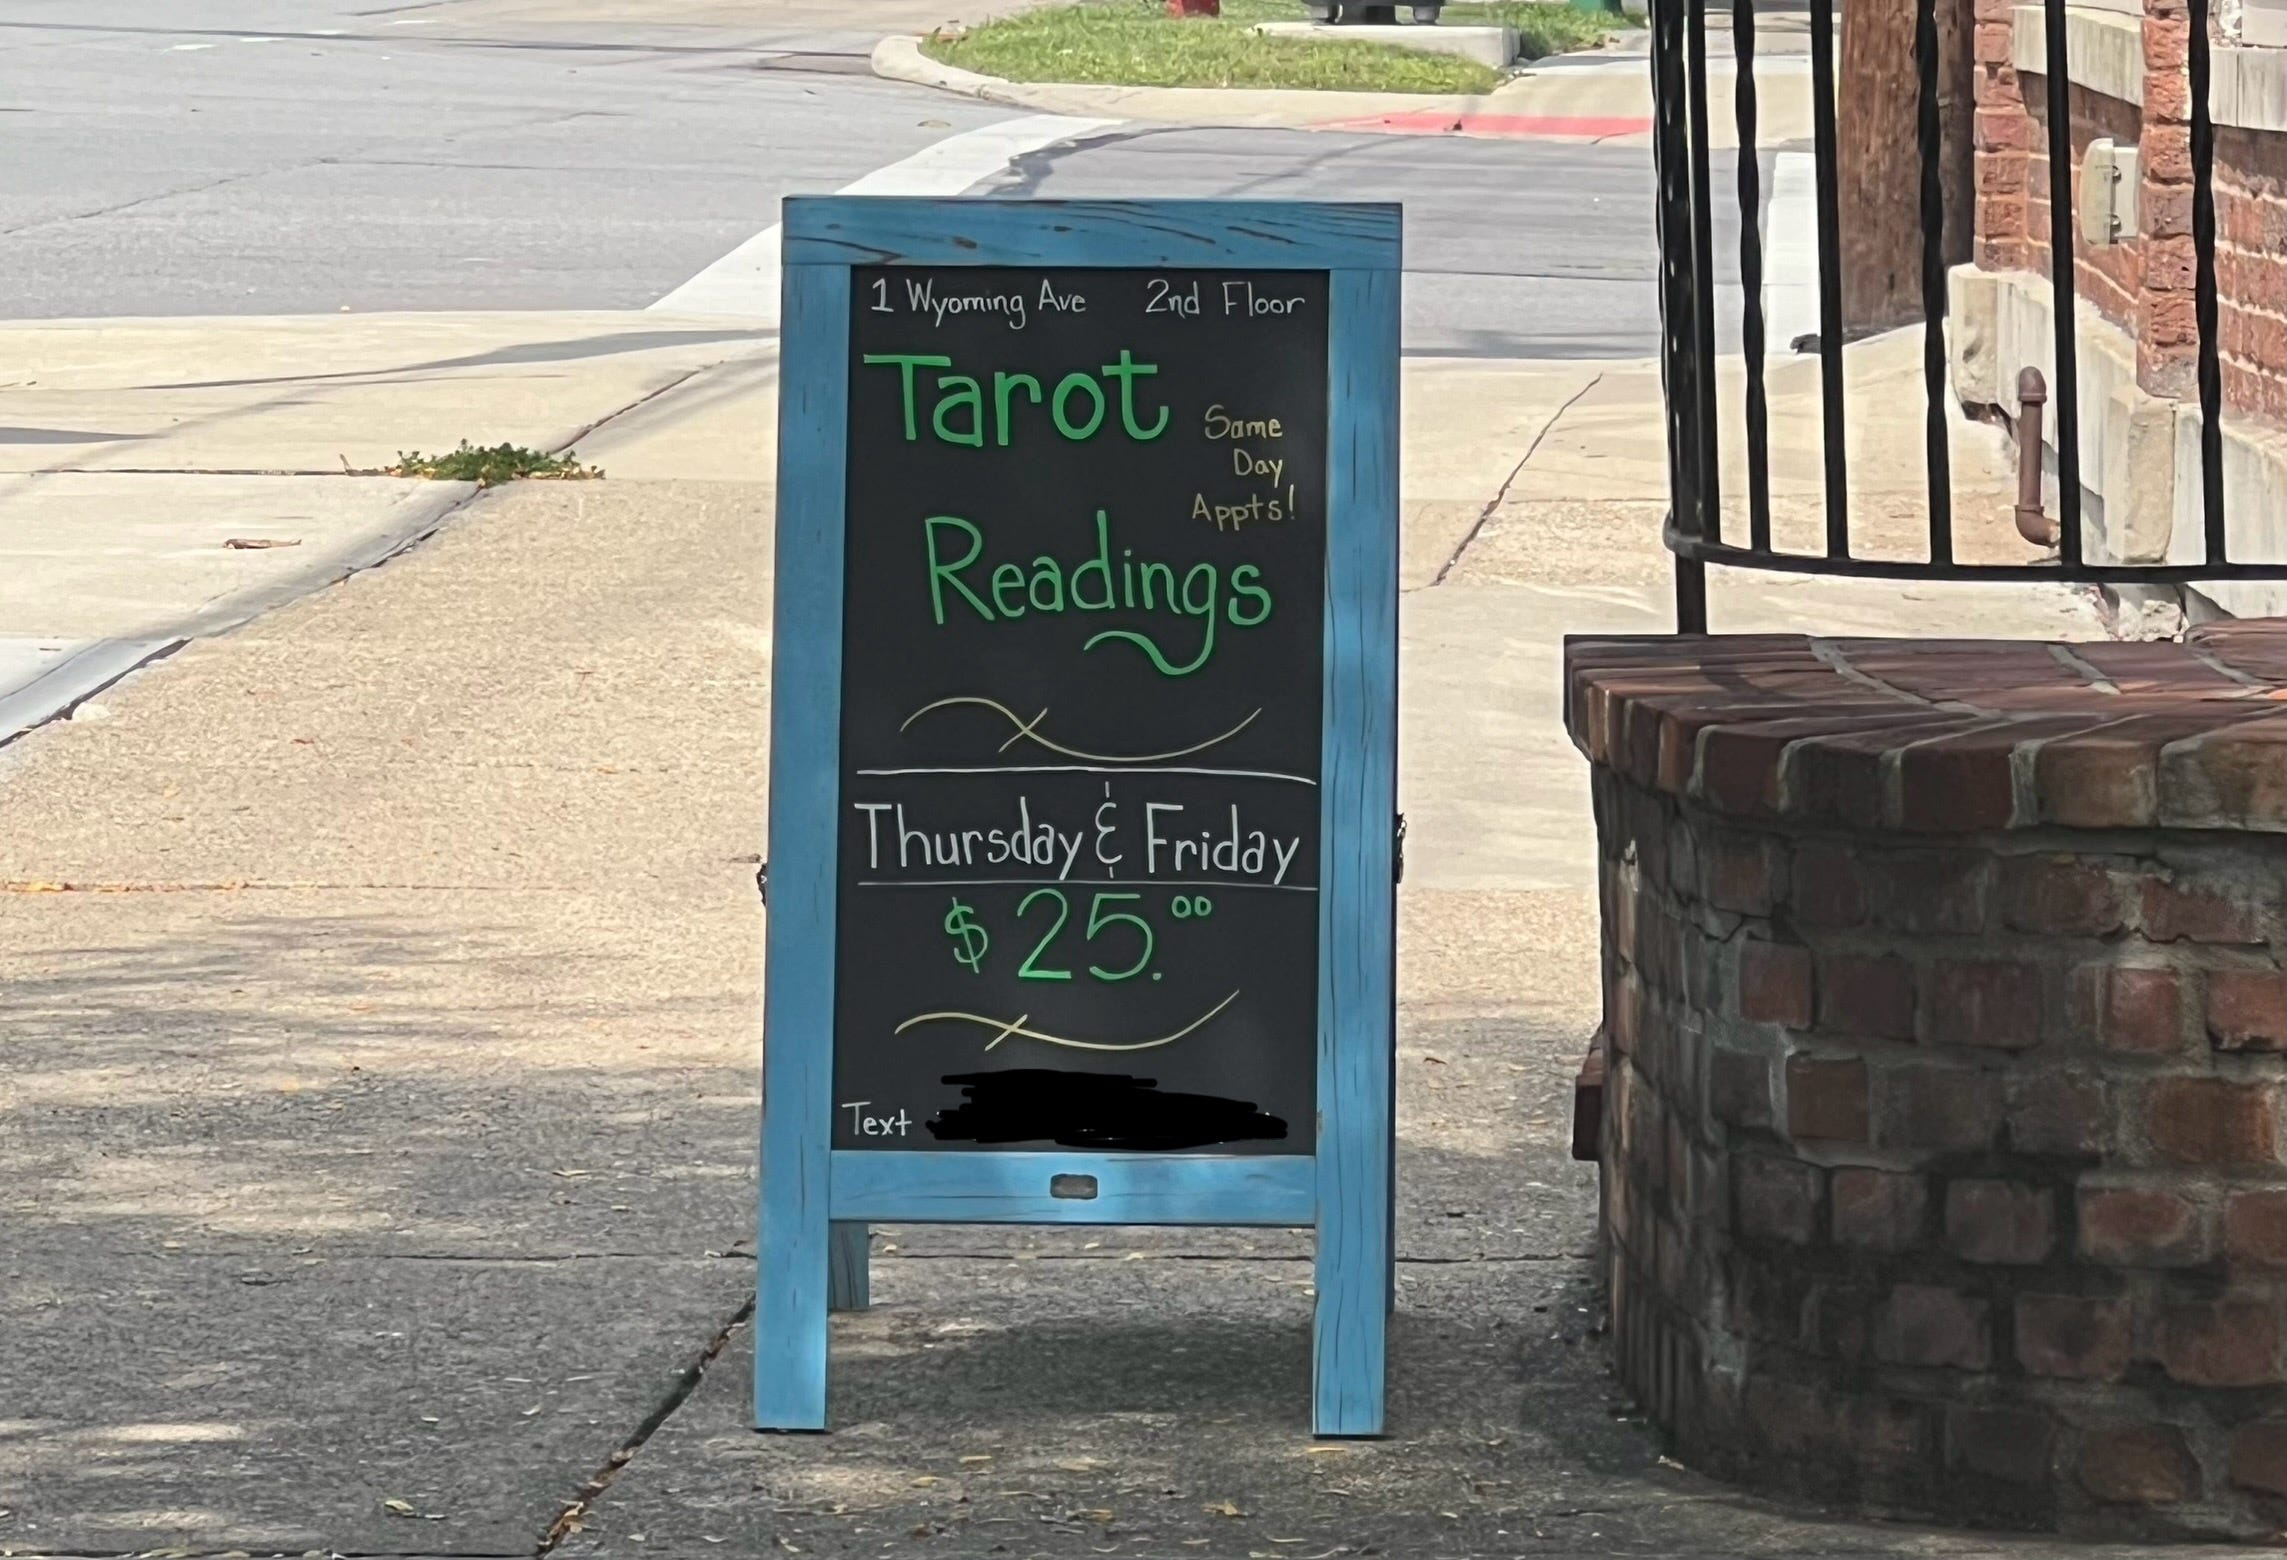 1 Wyoming Ave 2nd Floor
Tarot
Same
Day
Appts!
Readings
Thursday & Friday
$25.00
Text